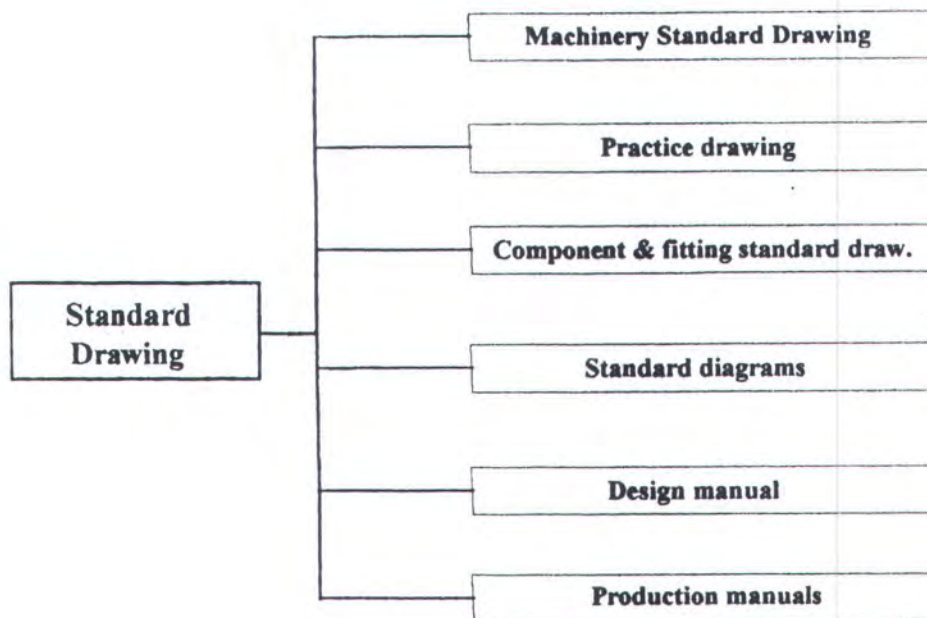 Machinery Standard Drawing
Practice drawing
Component & fitting standard draw.
Standard
Drawing
Standard diagrams
Design manual
Production manuals